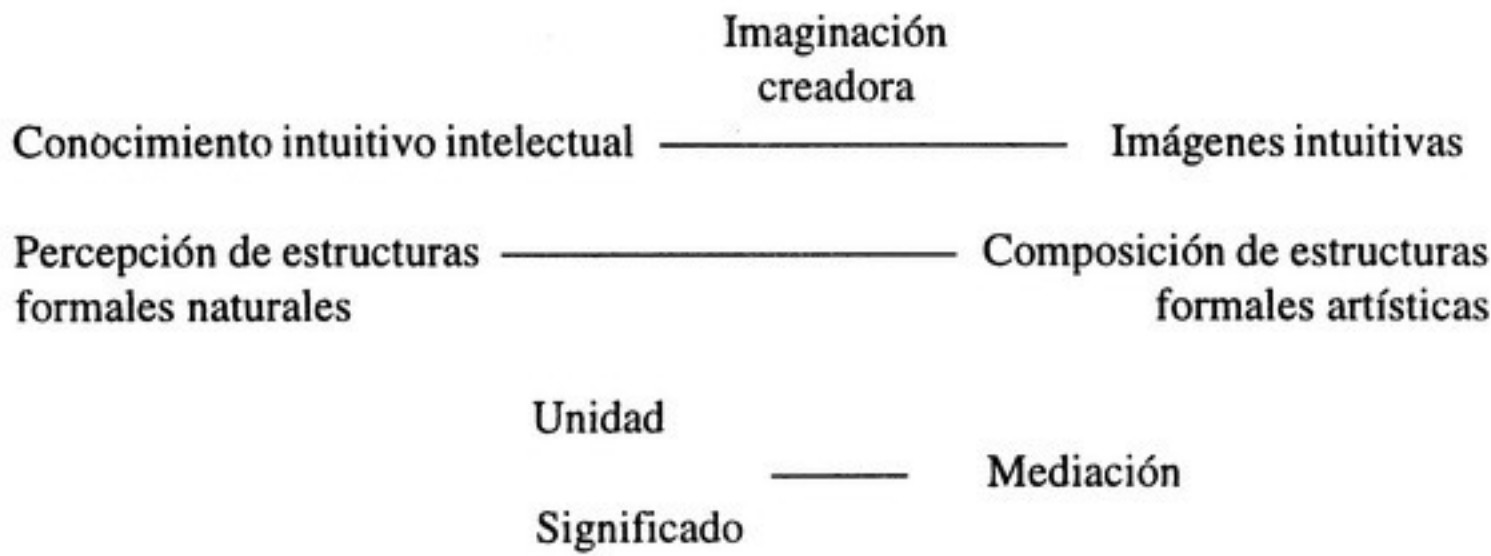 Imaginación
creadora
Conocimiento intuitivo intelectual Imágenes intuitivas
Percepción de estructuras Composición de estructuras
formales naturales formales artísticas
Unidad
Mediación
Significado